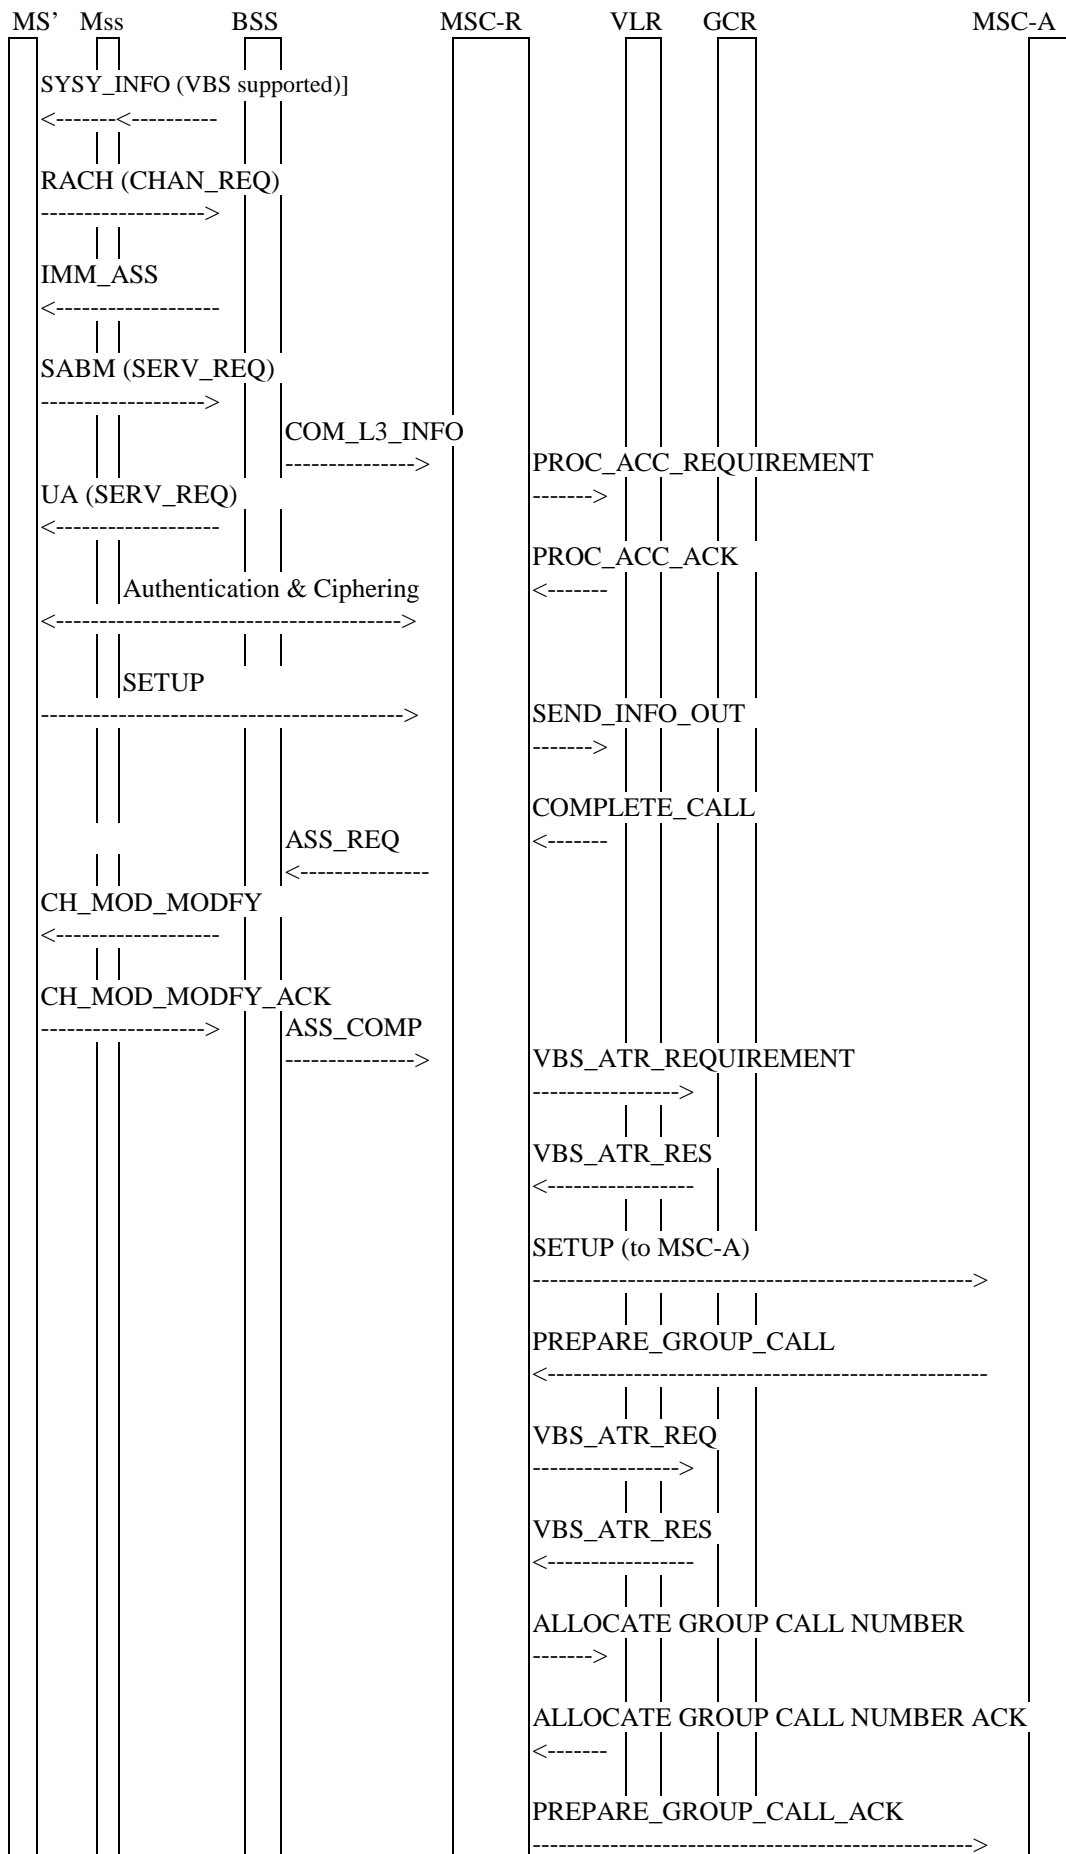 MS’ Mss BSS MSC-R VLR GCR MSC-A
SYSY_INFO (VBS supported)]
<-------<----------
RACH (CHAN_REQ)
------------------->
IMM_ASS
<-------------------
SABM (SERV_REQ)
------------------->
COM_L3_INFO
--------------->
PROC_ACC_REQUIREMENT
------->
UA (SERV_REQ)
<-------------------
PROC_ACC_ACK
<-------
Authentication & Ciphering
<---------------------------------------->
SETUP
------------------------------------------>
SEND_INFO_OUT
------->
COMPLETE_CALL
<-------
ASS_REQ
<---------------
CH_MOD_MODFY
<-------------------
CH_MOD_MODFY_ACK
------------------->
ASS_COMP
--------------->
VBS_ATR_REQUIREMENT
----------------->
VBS_ATR_RES
<-----------------
SETUP (to MSC-A)
--------------------------------------------------->
PREPARE_GROUP_CALL
<---------------------------------------------------
VBS_ATR_REQ
----------------->
VBS_ATR_RES
<-----------------
ALLOCATE GROUP CALL NUMBER
------->
ALLOCATE GROUP CALL NUMBER ACK
<-------
PREPARE_GROUP_CALL_ACK
--------------------------------------------------->